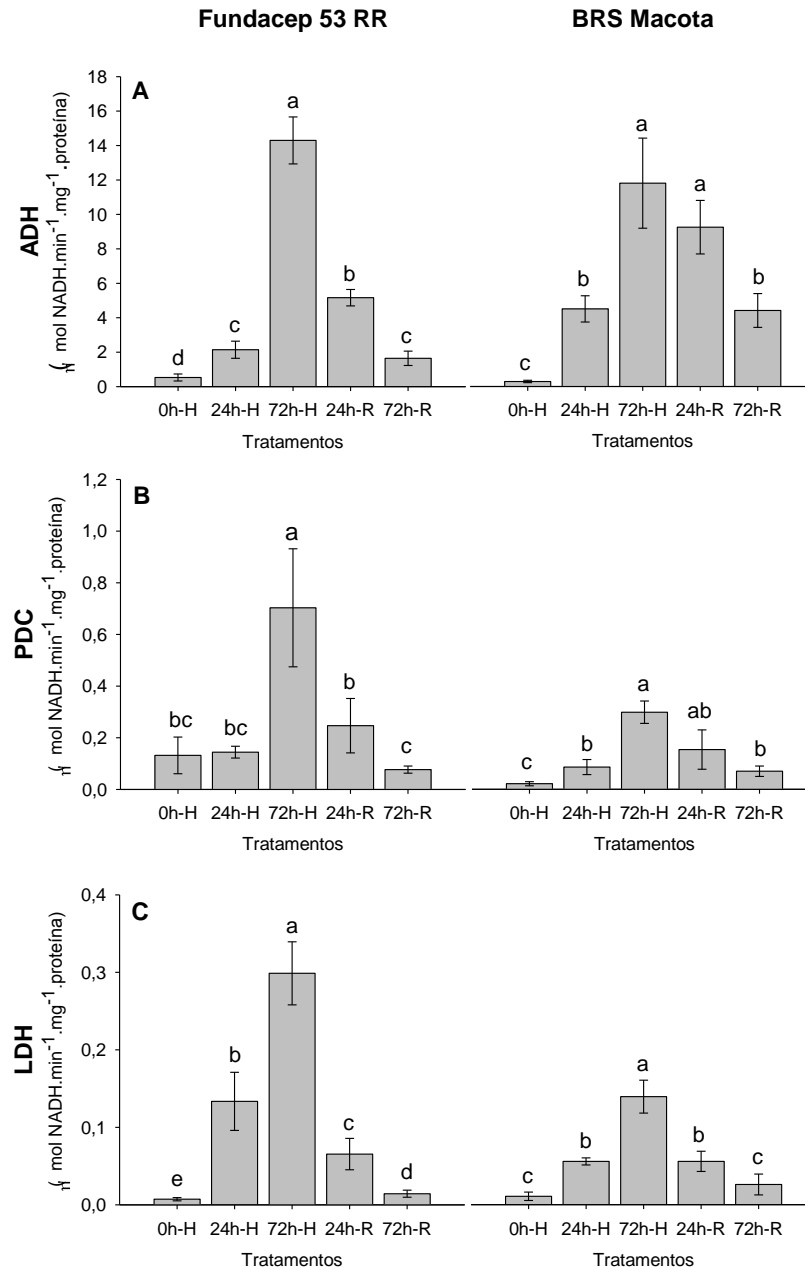 Fundacep 53 RR BRS Macota
A
ADH
mol NADH.min-1.mg-1.proteína)
18
16
14
12
10
8
6
4
2
0
d c a b c
c b a a b
0h-H 24h-H 72h-H 24h-R 72h-R 0h-H 24h-H 72h-H 24h-R 72h-R
Tratamentos Tratamentos
B
PDC
mol NADH.min-1.mg-1.proteína)
1,2
1,0
0,8
0,6
0,4
0,2
0,0
bc bc a b c
c b a ab b
0h-H 24h-H 72h-H 24h-R 72h-R 0h-H 24h-H 72h-H 24h-R 72h-R
Tratamentos Tratamentos
C
LDH
mol NADH.min-1.mg-1.proteína)
0,4
0,3
0,2
0,1
0,0
e b a c d
c b a b c
0h-H 24h-H 72h-H 24h-R 72h-R 0h-H 24h-H 72h-H 24h-R 72h-R
Tratamentos Tratamentos